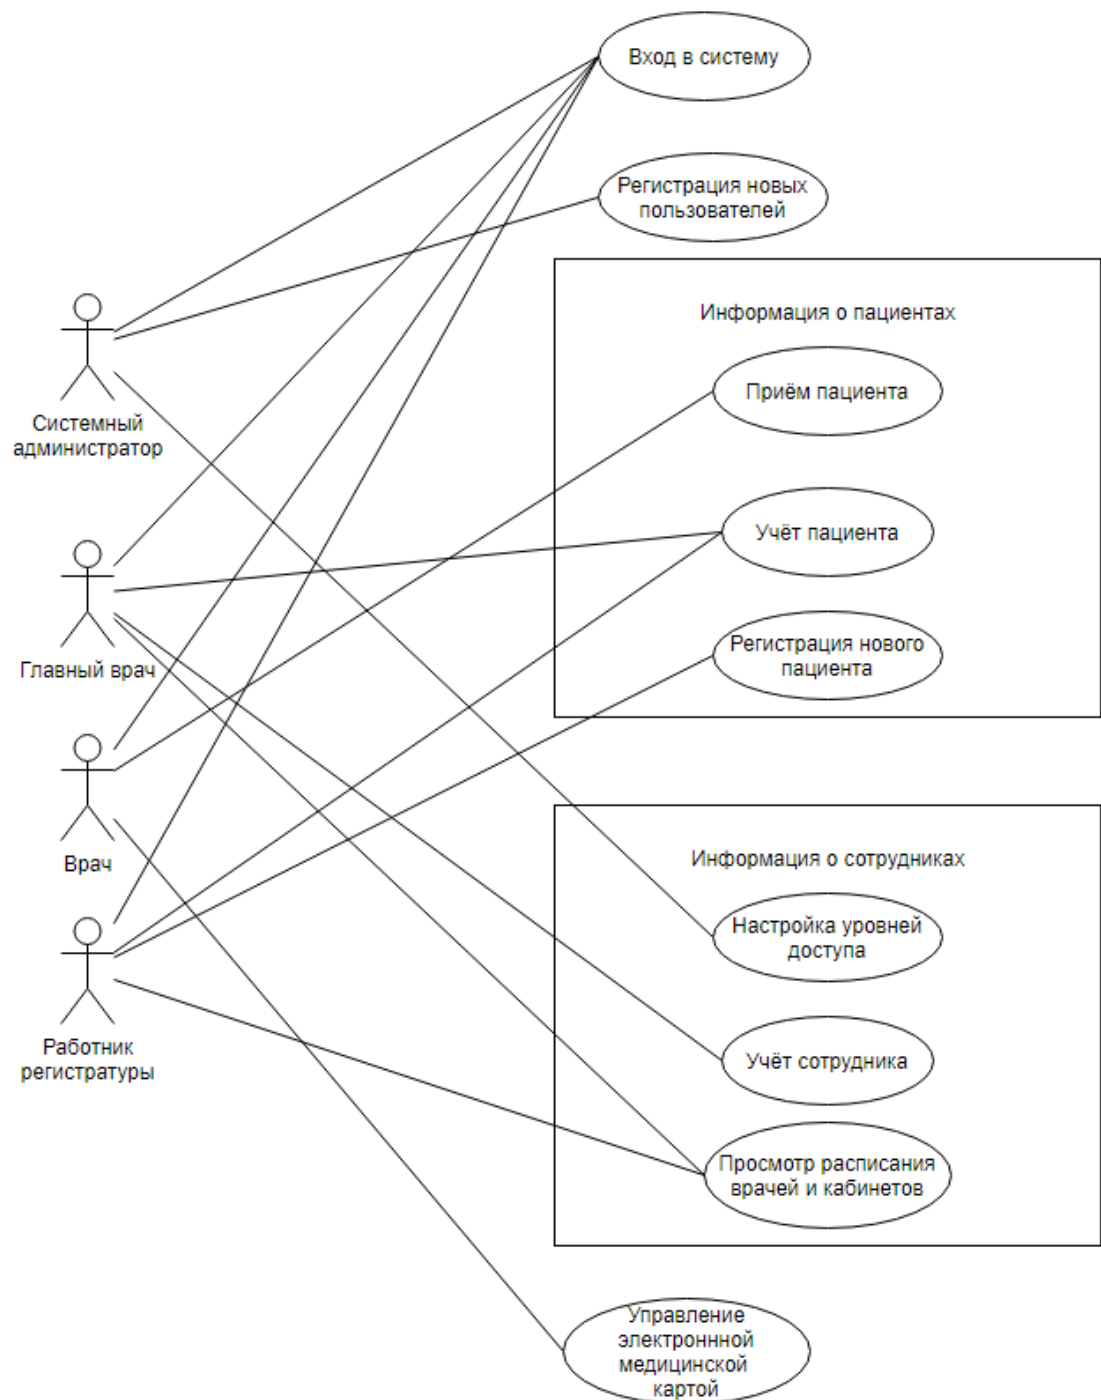 Вход в систему
Регистрация новых
пользователей
Информация о пациентах
Приём пациента
Системный
администратор
Учёт пациента
Регистрация нового
пациента
Главный врач
Врач
Информация о сотрудниках
Настройка уровней
доступа
Работник
регистратуры
Учёт сотрудника
Просмотр расписания
врачей и кабинетов
Управление
электроннной
медицинской
картой